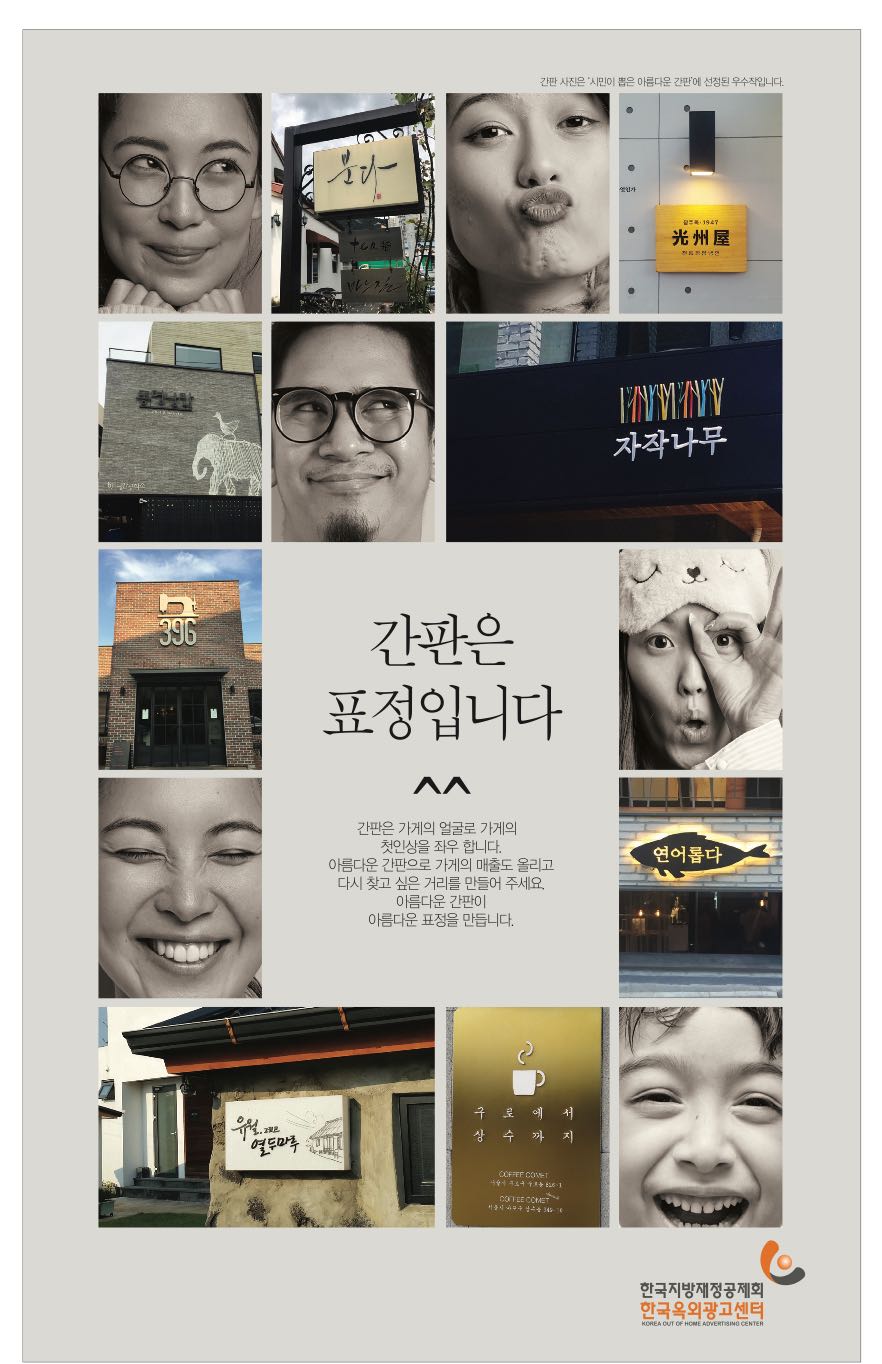 간판 사진은 '시민이 뽑은 아름다운 간판'에 선정된 우수작입니다.
분다
광주옥·1947
光州屋
자작나무
396
간판은
표정입니다
^^
간판은 가게의 얼굴로 가게의
첫인상을 좌우 합니다.
아름다운 간판으로 가게의 매출도 올리고
다시 찾고 싶은 거리를 만들어 주세요.
아름다운 간판이
아름다운 표정을 만듭니다.
연어롭다
유월.
열두마루
구로에서
상수까지
COFFEE COMET
COFFEE COMET
한국지방재정공제회
한국옥외광고센터
KOREA OUT OF HOME ADVERTISING CENTER